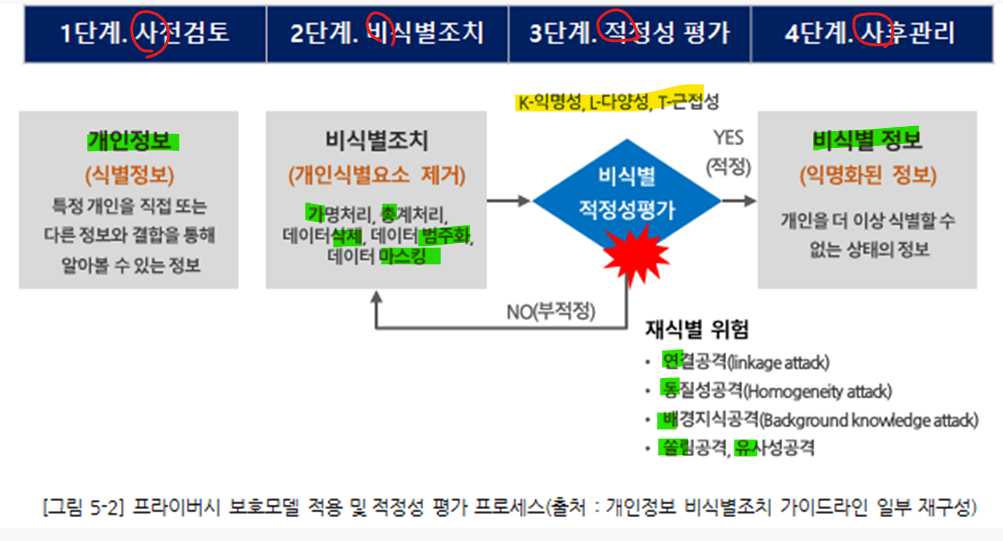 1단계. 사전검토
2단계. 비식별조치
3단계. 적정성 평가
4단계. 사후관리
개인정보
(식별정보)
특정 개인을 직접 또는
다른 정보와 결합을 통해
알아볼 수 있는 정보
비식별조치
(개인식별요소 제거)
가명처리, 총계처리,
데이터삭제, 데이터 범주화,
데이터 마스킹
K-익명성, L-다양성, T-근접성
비식별
적정성평가
YES
(적정)
NO(부적정)
비식별 정보
(익명화된 정보)
개인을 더 이상 식별할 수
없는 상태의 정보
재식별 위험
• 연결공격(linkage attack)
• 동질성공격(Homogeneity attack)
• 배경지식공격(Background knowledge attack)
• 쏠림공격, 유사성공격
[그림 5-2] 프라이버시 보호모델 적용 및 적정성 평가 프로세스(출처 : 개인정보 비식별조치 가이드라인 일부 재구성)